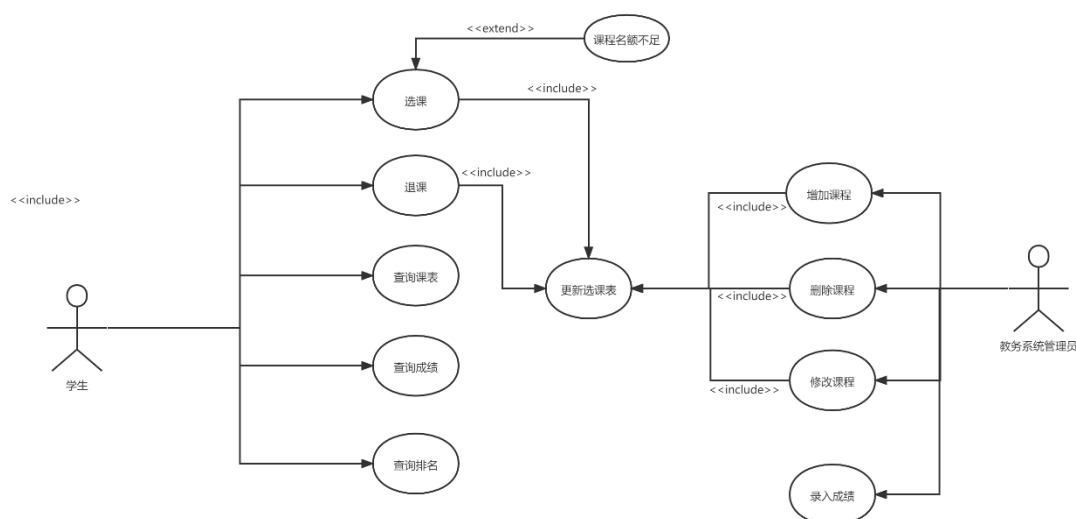 <<extend>>
课程名额不足
选课
<<include>>
退课
<<include>>
<<include>>
增加课程
<<include>>
查询课表
更新选课表
删除课程
<<include>>
教务系统管理员
学生
查询成绩
修改课程
<<include>>
查询排名
录入成绩